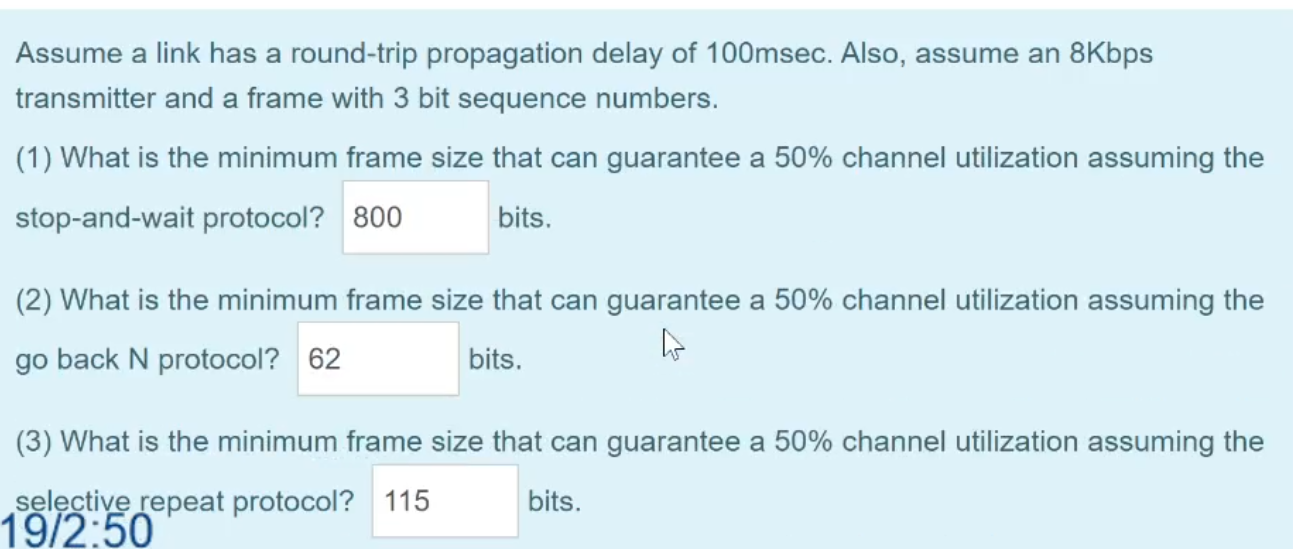 Assume a link has a round-trip propagation delay of 100msec. Also, assume an 8Kbps
transmitter and a frame with 3 bit sequence numbers.
(1) What is the minimum frame size that can guarantee a 50% channel utilization assuming the
stop-and-wait protocol? 800 bits.
(2) What is the minimum frame size that can guarantee a 50% channel utilization assuming the
go back N protocol? 62 bits.
(3) What is the minimum frame size that can guarantee a 50% channel utilization assuming the
selective repeat protocol? 115 bits.
19/2:50